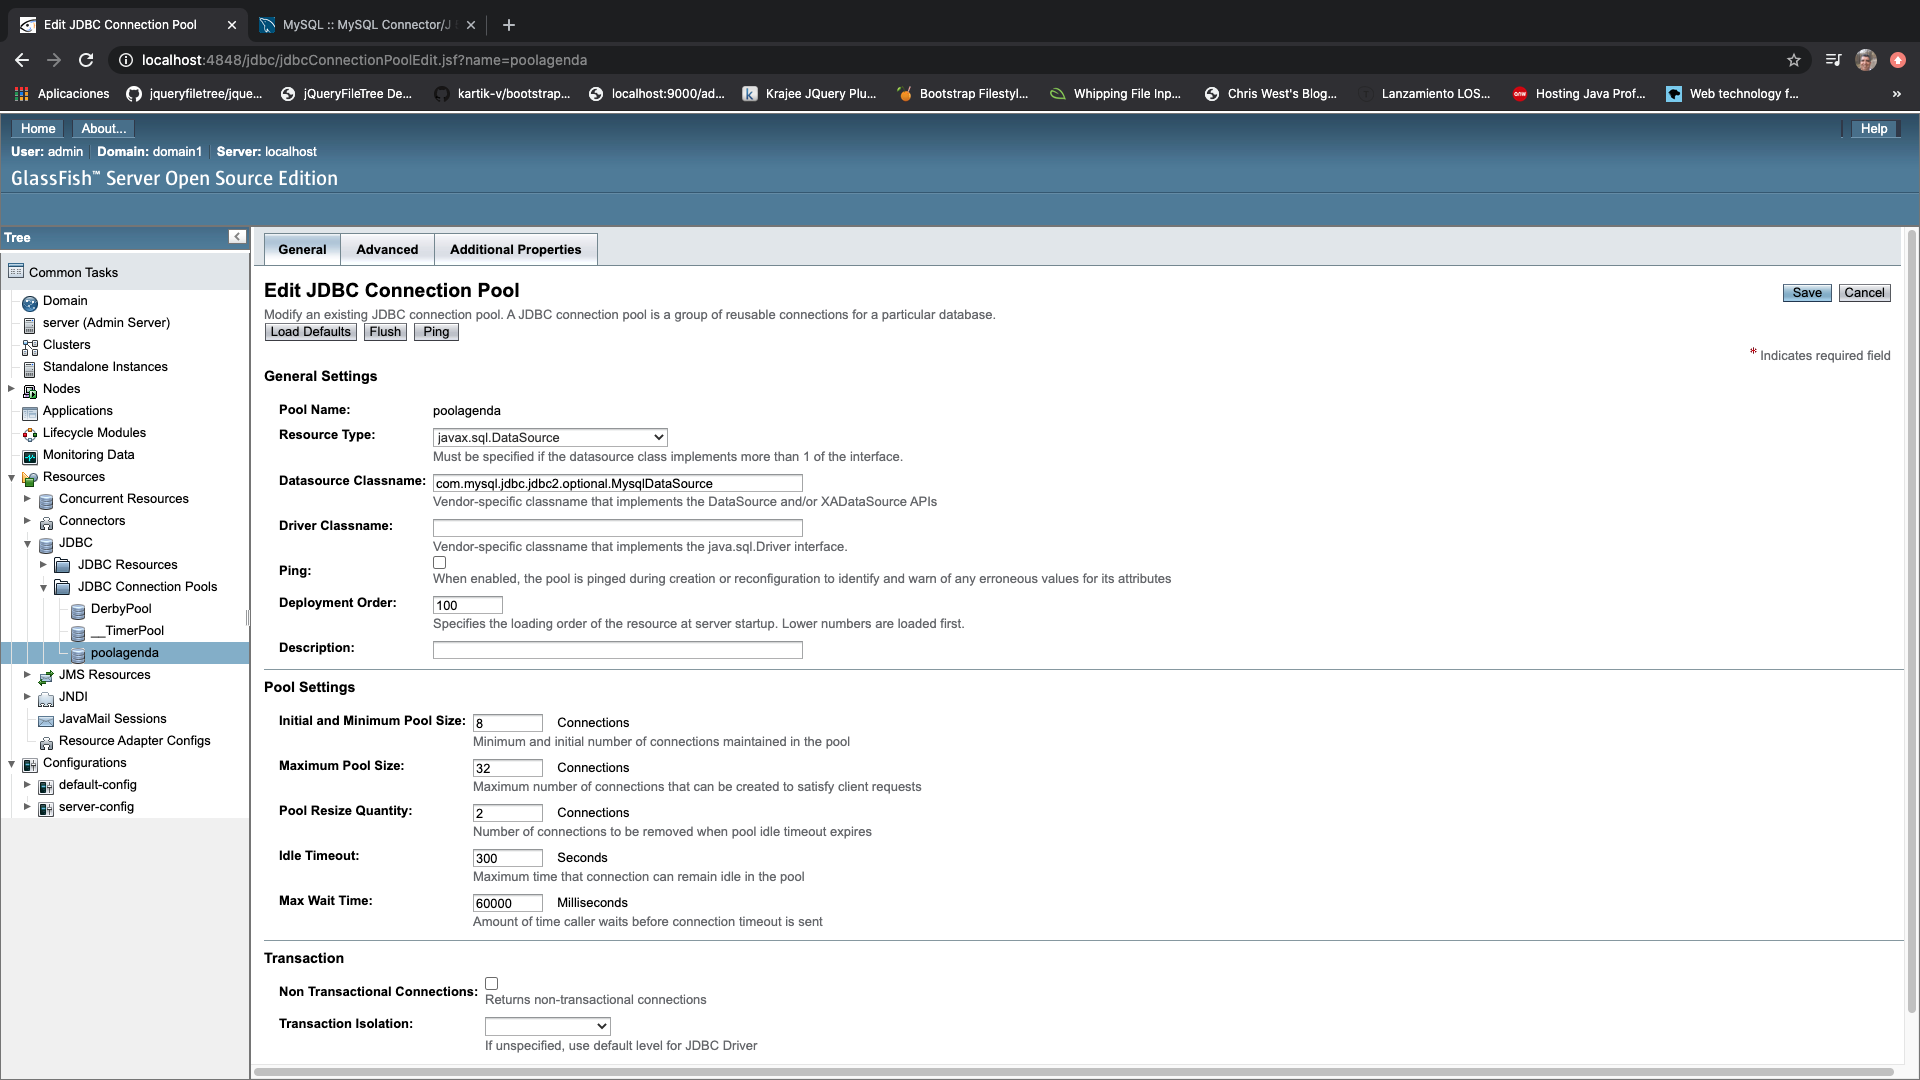 Edit JDBC Connection Pool
MySQL :: MySQL Connector/J
localhost:4848/jdbc/jdbcConnectionPoolEdit.jsf?name=poolagenda
Aplicaciones
jqueryfiletree/jque...
jQueryFileTree De...
kartik-v/bootstrap...
localhost:9000/ad...
Krajee JQuery Plu...
Bootstrap Filestyl...
Whipping File Inp...
Chris West's Blog...
Lanzamiento LOS...
Hosting Java Prof...
Web technology f...
»
Home
About...
Help
User: admin
Domain: domain1
Server: localhost
GlassFish™ Server Open Source Edition
Tree
Common Tasks
Domain
server (Admin Server)
Clusters
Standalone Instances
Nodes
Applications
Lifecycle Modules
Monitoring Data
Resources
Concurrent Resources
Connectors
JDBC
JDBC Resources
JDBC Connection Pools
DerbyPool
__TimerPool
poolagenda
JMS Resources
JNDI
JavaMail Sessions
Resource Adapter Configs
Configurations
default-config
server-config
General
Advanced
Additional Properties
Edit JDBC Connection Pool
Save
Cancel
Modify an existing JDBC connection pool. A JDBC connection pool is a group of reusable connections for a particular database.
Load Defaults
Flush
Ping
* Indicates required field
General Settings
Pool Name: poolagenda
Resource Type: javax.sql.DataSource
Must be specified if the datasource class implements more than 1 of the interface.
Datasource Classname: com.mysql.jdbc.jdbc2.optional.MysqlDataSource
Vendor-specific classname that implements the DataSource and/or XADataSource APIs
Driver Classname:
Vendor-specific classname that implements the java.sql.Driver interface.
Ping:
When enabled, the pool is pinged during creation or reconfiguration to identify and warn of any erroneous values for its attributes
Deployment Order: 100
Specifies the loading order of the resource at server startup. Lower numbers are loaded first.
Description:
Pool Settings
Initial and Minimum Pool Size: 8 Connections
Minimum and initial number of connections maintained in the pool
Maximum Pool Size: 32 Connections
Maximum number of connections that can be created to satisfy client requests
Pool Resize Quantity: 2 Connections
Number of connections to be removed when pool idle timeout expires
Idle Timeout: 300 Seconds
Maximum time that connection can remain idle in the pool
Max Wait Time: 60000 Milliseconds
Amount of time caller waits before connection timeout is sent
Transaction
Non Transactional Connections:
Returns non-transactional connections
Transaction Isolation:
If unspecified, use default level for JDBC Driver